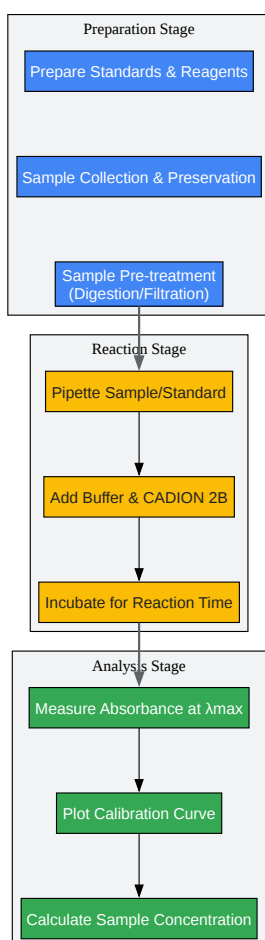 Preparation Stage
Prepare Standards & Reagents
Sample Collection & Preservation
Sample Pre-treatment
(Digestion/Filtration)
Reaction Stage
Pipette Sample/Standard
Add Buffer & CADION 2B
Incubate for Reaction Time
Analysis Stage
Measure Absorbance at λmax
Plot Calibration Curve
Calculate Sample Concentration